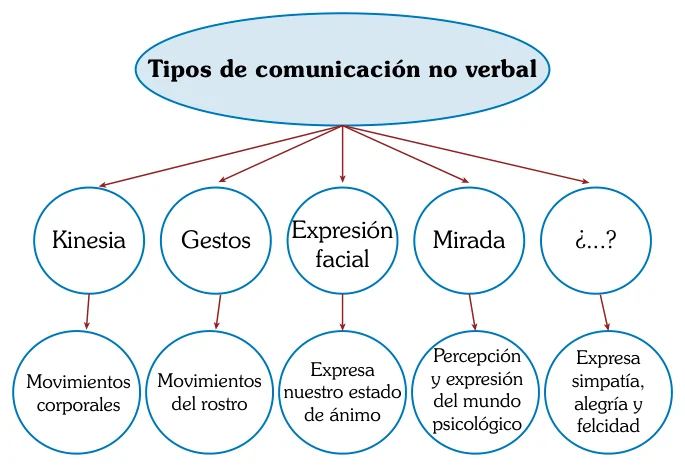 Tipos de comunicación no verbal
Kinesia
Gestos
Expresión
facial
Mirada
¿...?
Movimientos
corporales
Movimientos
del rostro
Expresa
nuestro estado
de ánimo
Percepción
y expresión
del mundo
psicológico
Expresa
simpatía,
alegría y
felcidad